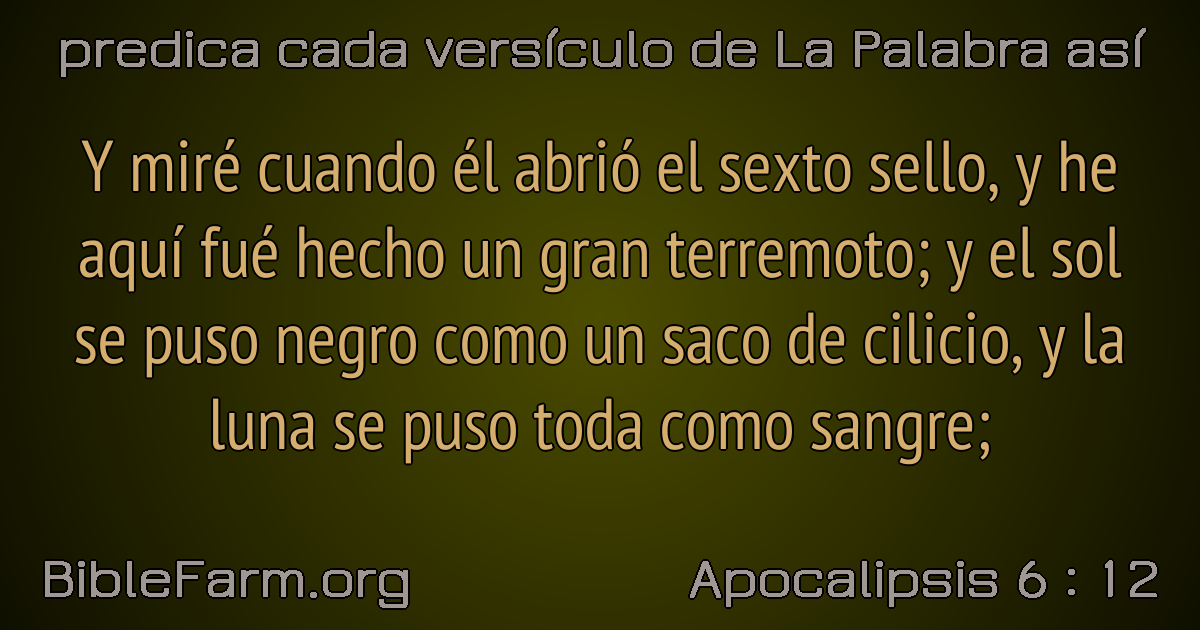 predica cada versículo de La Palabra así
Y miré cuando él abrió el sexto sello, y he
aquí fué hecho un gran terremoto; y el sol
se puso negro como un saco de cilicio, y la
luna se puso toda como sangre;
BibleFarm.org
Apocalipsis 6 : 12